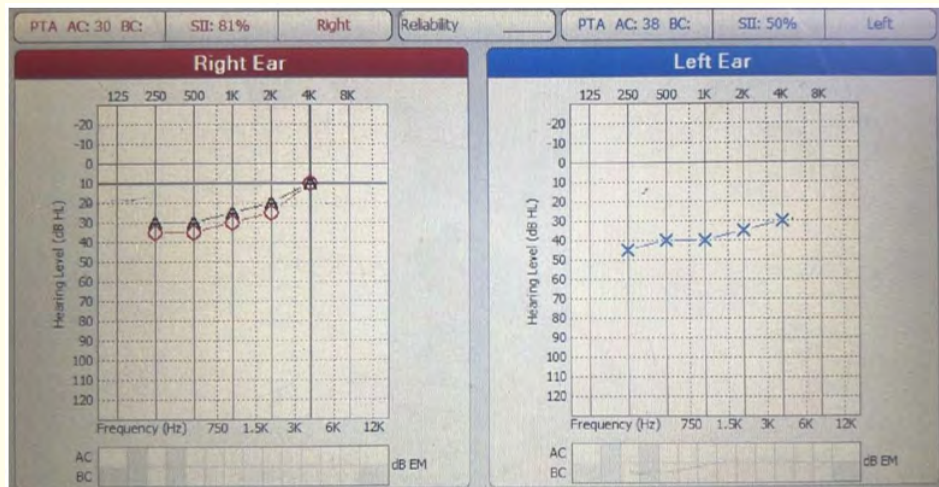 PTA AC: 30 BC: SII: 81% Right Reliability PTA AC: 38 BC: SII: 50% Left
Right Ear
125 250 500 1K 2K 4K 8K
-20
-10
0
10
20
30
40
50
60
70
80
90
100
110
120
Hearing Level (dB HL)
Frequency (Hz) 750 1.5K 3K 6K 12K
AC
BC
dB EM
Left Ear
125 250 500 1K 2K 4K 8K
-20
-10
0
10
20
30
40
50
60
70
80
90
100
110
120
Hearing Level (dB HL)
Frequency (Hz) 750 1.5K 3K 6K 12K
AC
BC
dB EM